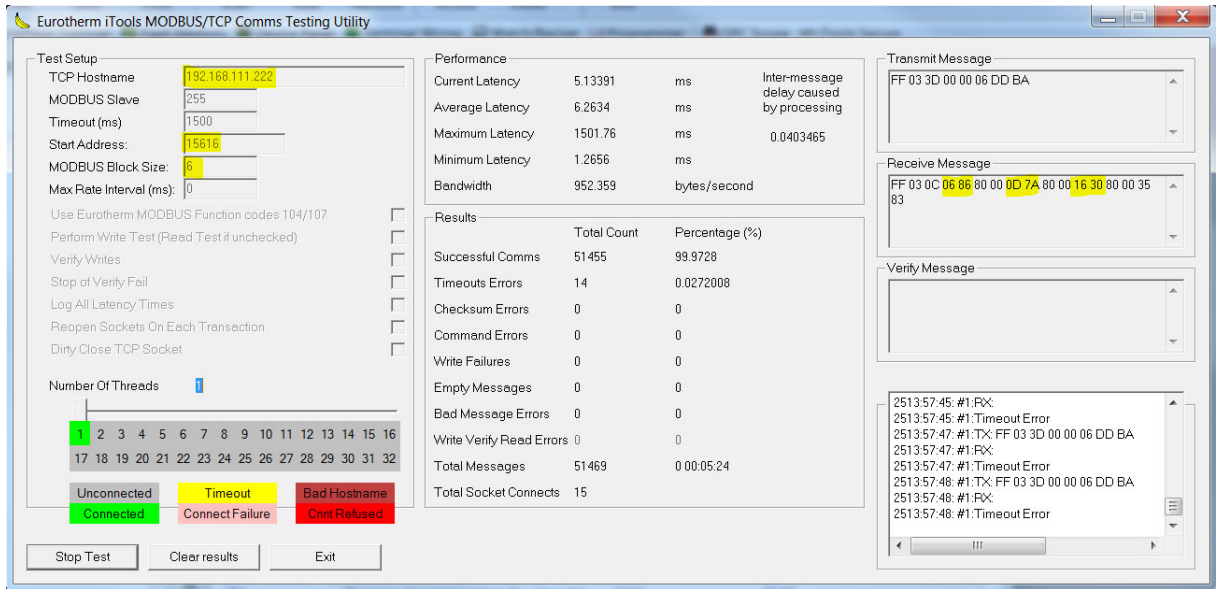 Eurotherm iTools MODBUS/TCP Comms Testing Utility
Test Setup
TCP Hostname 192.168.111.222
MODBUS Slave 255
Timeout (ms) 1500
Start Address: 15616
MODBUS Block Size: 6
Max Rate Interval (ms): 0
Use Eurotherm MODBUS Function codes 104/107
Perform Write Test (Read Test if unchecked)
Verify Writes
Stop of Verify Fail
Log All Latency Times
Reopen Sockets On Each Transaction
Dirty Close TCP Socket
Number Of Threads 1
1 2 3 4 5 6 7 8 9 10 11 12 13 14 15 16
17 18 19 20 21 22 23 24 25 26 27 28 29 30 31 32
Unconnected Timeout Bad Hostname
Connected Connect Failure Cnnt Refused
Stop Test Clear results Exit
Performance
Current Latency 5.13391 ms
Average Latency 6.2634 ms
Maximum Latency 1501.76 ms
Minimum Latency 1.2656 ms
Bandwidth 952.359 bytes/second
Inter-message
delay caused
by processing
0.0403465
Results
Total Count Percentage (%)
Successful Comms 51455 99.9728
Timeouts Errors 14 0.0272008
Checksum Errors 0 0
Command Errors 0 0
Write Failures 0 0
Empty Messages 0 0
Bad Message Errors 0 0
Write Verify Read Errors 0 0
Total Messages 51469 0 00:05:24
Total Socket Connects 15
Transmit Message
FF 03 3D 00 00 06 DD BA
Receive Message
FF 03 0C 06 86 80 00 0D 7A 80 00 16 30 80 00 35
83
Verify Message
2513:57:45: #1:RX:
2513:57:45: #1:Timeout Error
2513:57:47: #1:TX: FF 03 3D 00 00 06 DD BA
2513:57:47: #1:RX:
2513:57:47: #1:Timeout Error
2513:57:48: #1:TX: FF 03 3D 00 00 06 DD BA
2513:57:48: #1:RX:
2513:57:48: #1:Timeout Error